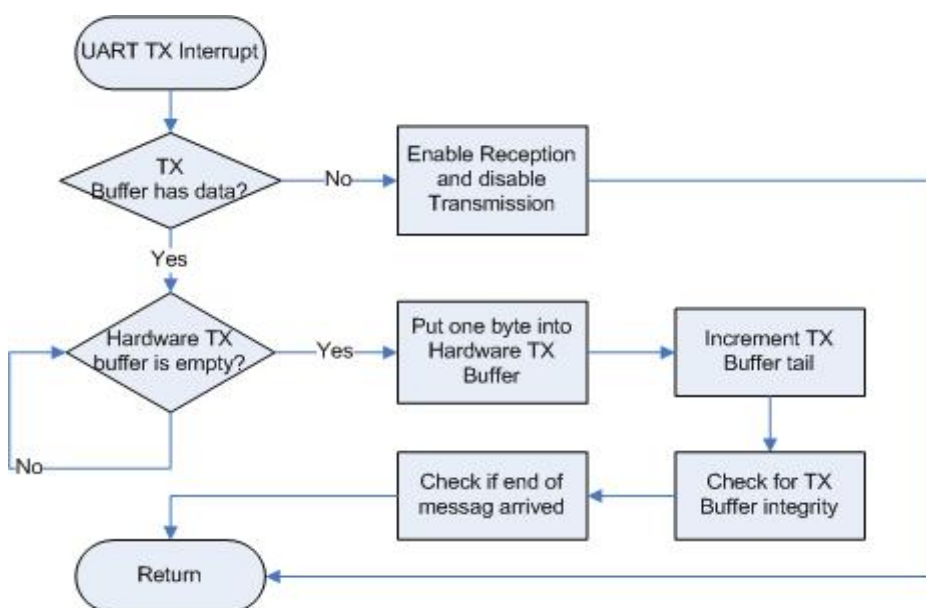 UART TX Interrupt
TX
Buffer has data?
No
Enable Reception
and disable
Transmission
Yes
Hardware TX
buffer is empty?
Yes
Put one byte into
Hardware TX
Buffer
Increment TX
Buffer tail
No
Check for TX
Buffer integrity
Check if end of
messag arrived
Return